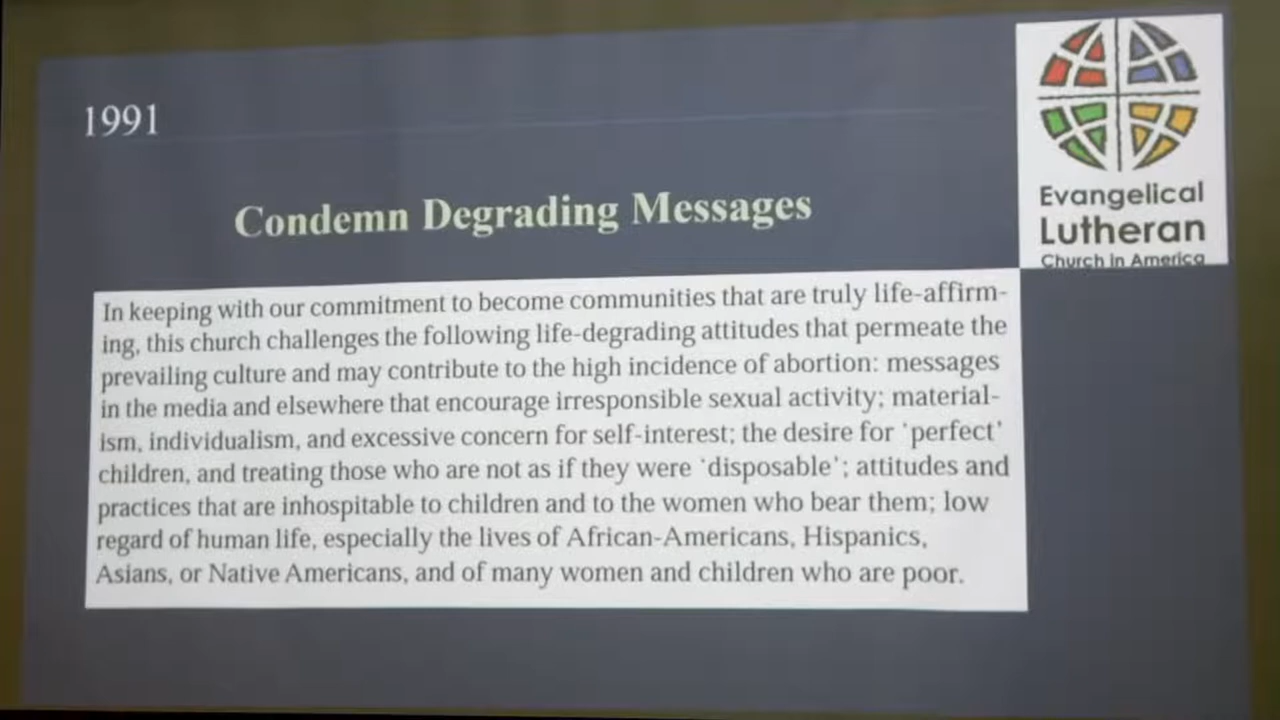 1991
Evangelical
Lutheran
Church in America
Condemn Degrading Messages
In keeping with our commitment to become communities that are truly life-affirm-
ing, this church challenges the following life-degrading attitudes that permeate the
prevailing culture and may contribute to the high incidence of abortion: messages
in the media and elsewhere that encourage irresponsible sexual activity; material-
ism, individualism, and excessive concern for self-interest; the desire for ‘perfect’
children, and treating those who are not as if they were ‘disposable’; attitudes and
practices that are inhospitable to children and to the women who bear them; low
regard of human life, especially the lives of African-Americans, Hispanics,
Asians, or Native Americans, and of many women and children who are poor.